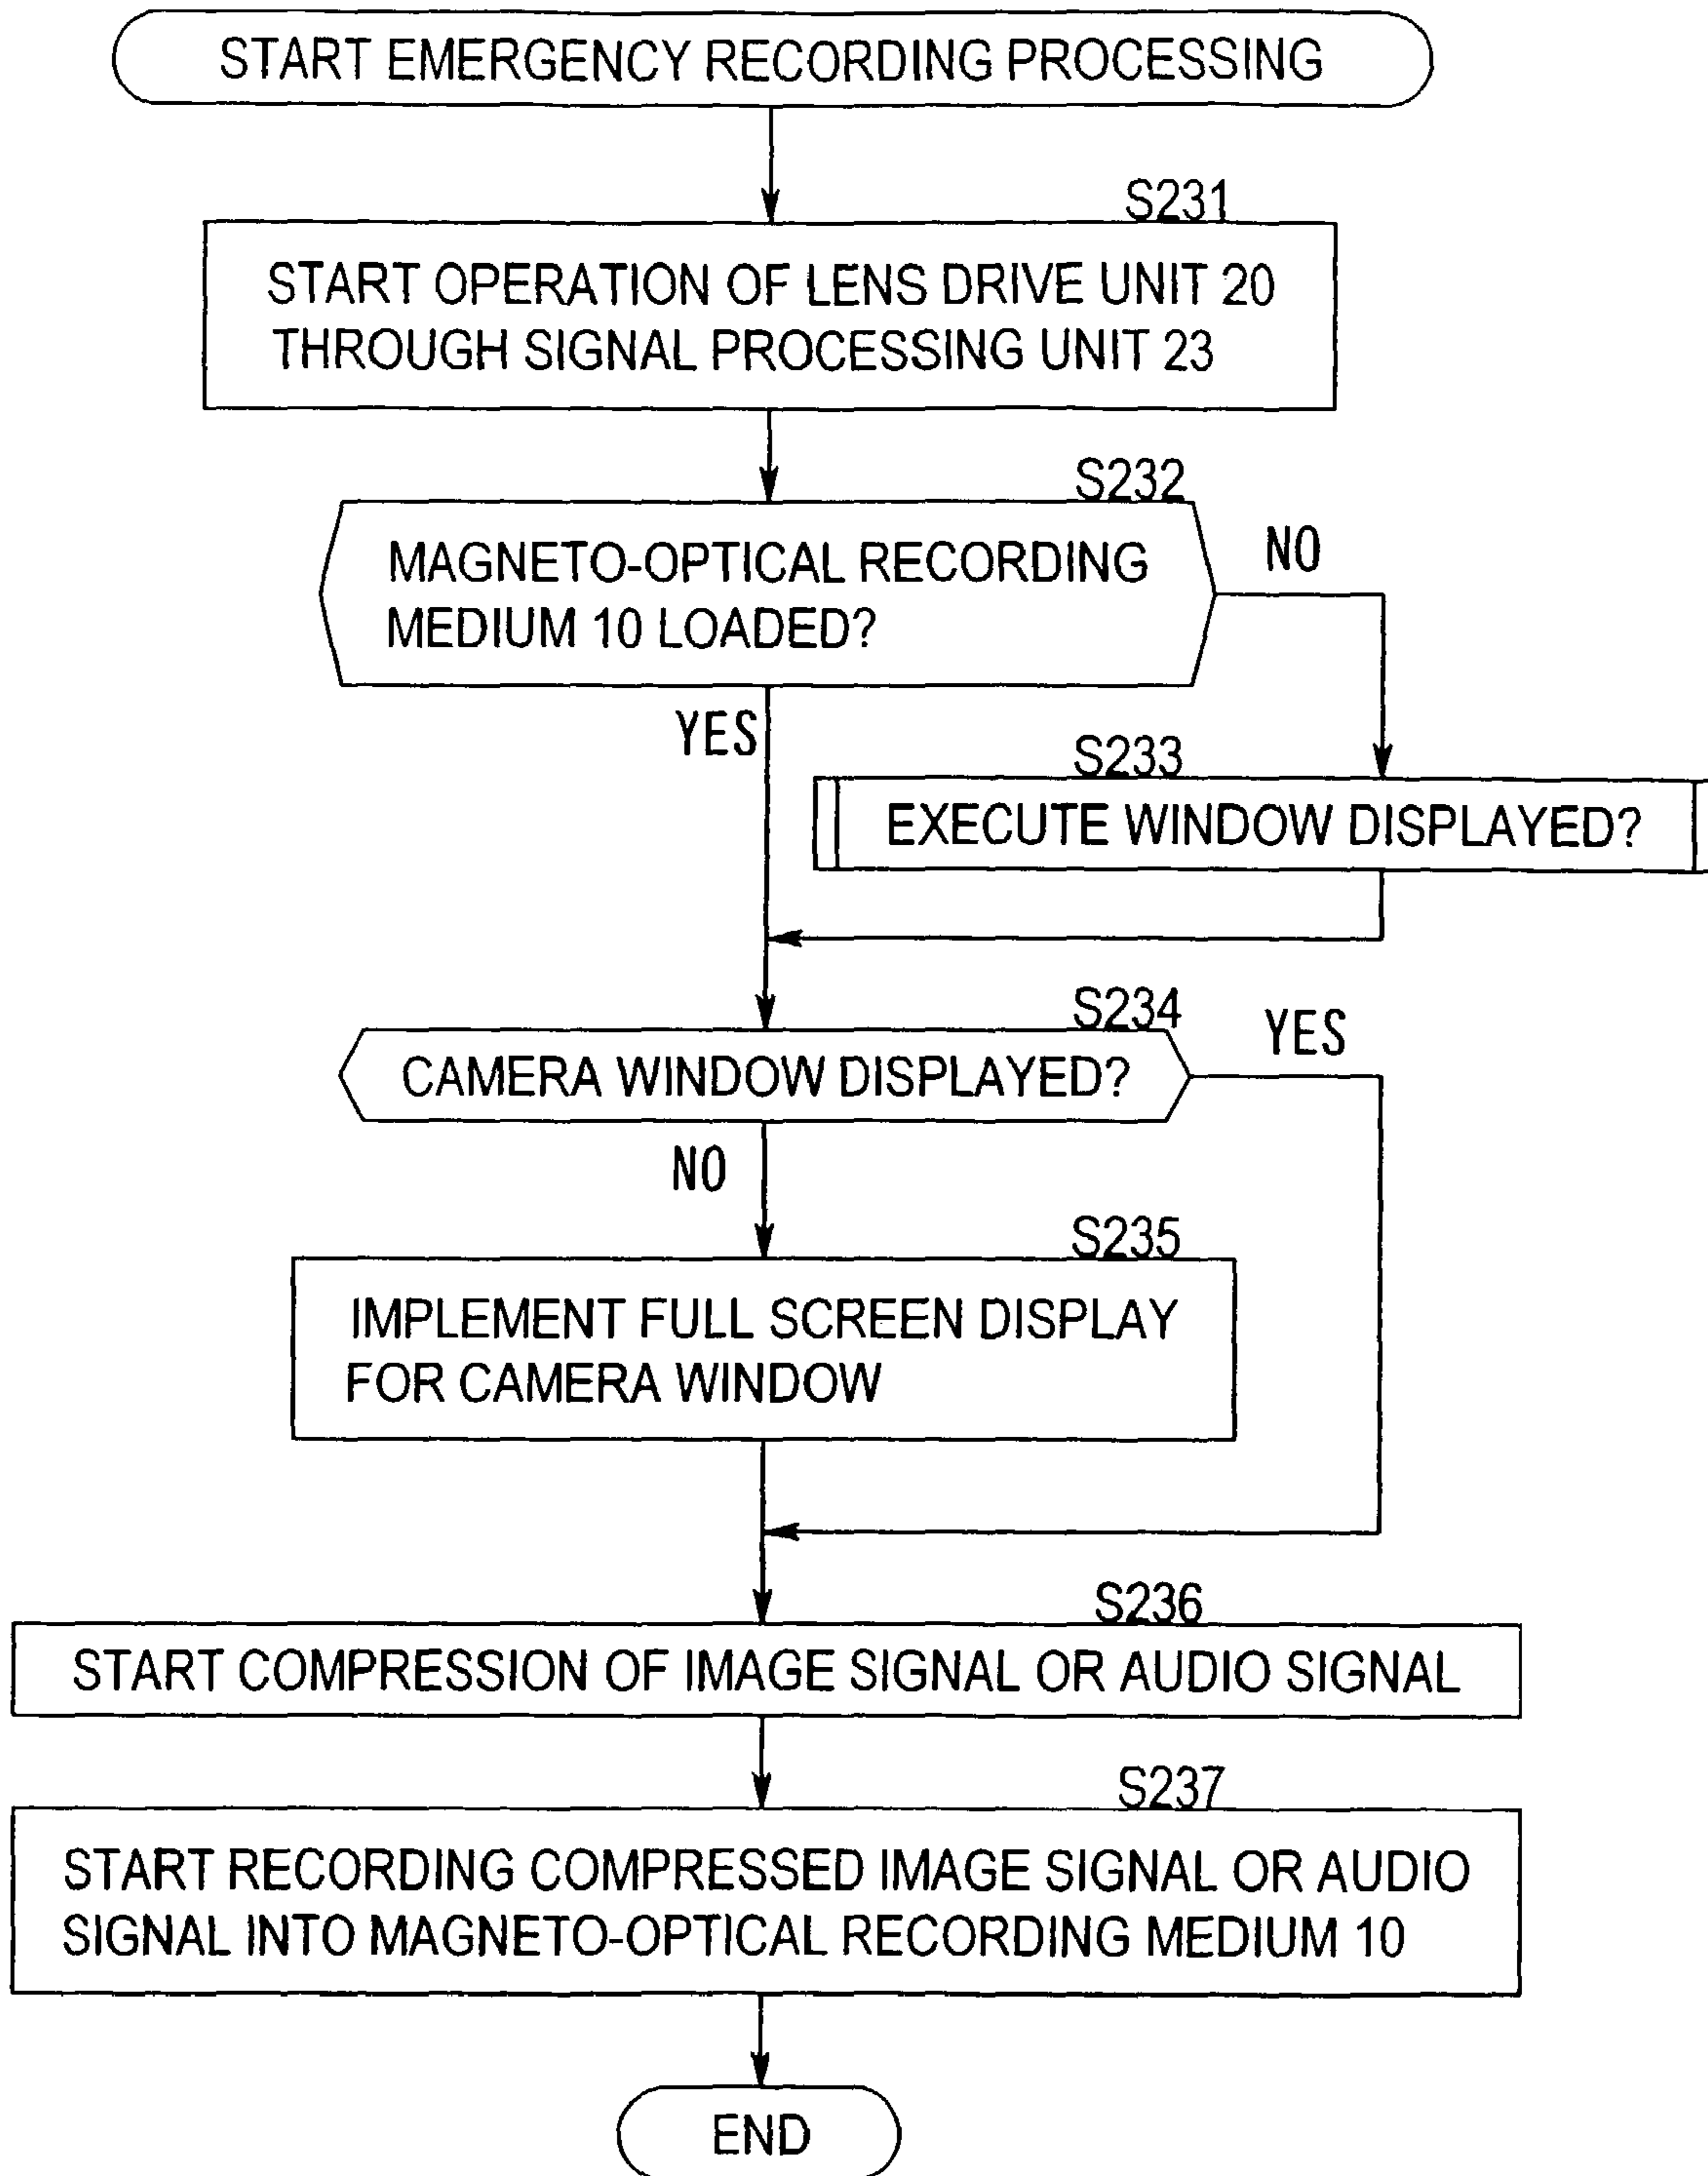 START EMERGENCY RECORDING PROCESSING
S231
START OPERATION OF LENS DRIVE UNIT 20
THROUGH SIGNAL PROCESSING UNIT 23
S232
MAGNETO-OPTICAL RECORDING
MEDIUM 10 LOADED?
NO
YES
S233
EXECUTE WINDOW DISPLAYED?
S234
CAMERA WINDOW DISPLAYED?
YES
NO
S235
IMPLEMENT FULL SCREEN DISPLAY
FOR CAMERA WINDOW
S236
START COMPRESSION OF IMAGE SIGNAL OR AUDIO SIGNAL
S237
START RECORDING COMPRESSED IMAGE SIGNAL OR AUDIO
SIGNAL INTO MAGNETO-OPTICAL RECORDING MEDIUM 10
END